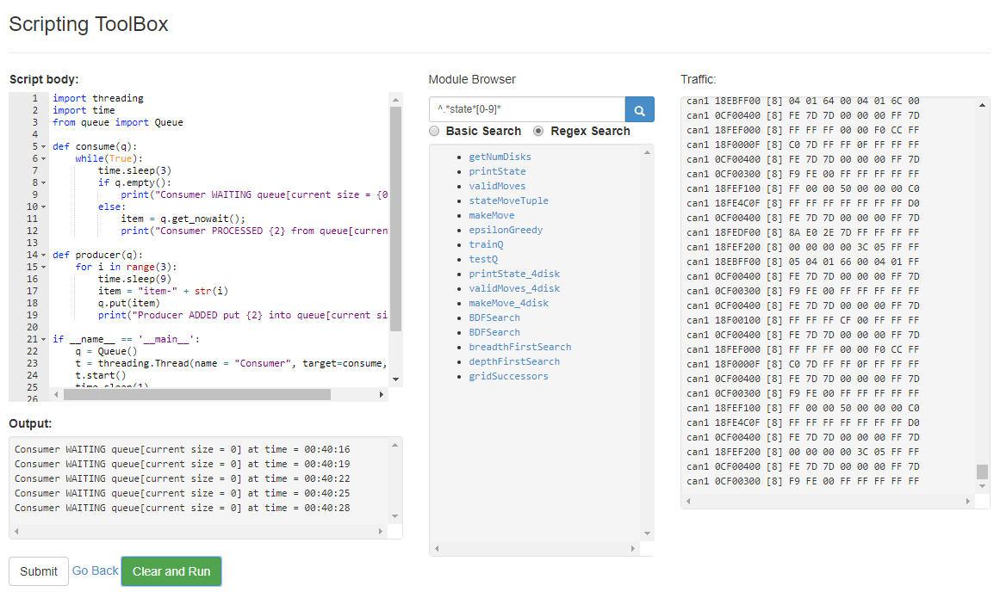 Scripting ToolBox
Script body:
1 import threading
2 import time
3 from queue import Queue
4
5 def consume(q):
6 while(True):
7 time.sleep(3)
8 if q.empty():
9 print("Consumer WAITING queue[current size = {0
10 else:
11 item = q.get_nowait();
12 print("Consumer PROCESSED {2} from queue[curren
13
14 def producer(q):
15 for i in range(3):
16 time.sleep(9)
17 item = "item-" + str(i)
18 q.put(item)
19 print("Producer ADDED put {2} into queue[current si
20
21 if __name__ == '__main__':
22 q = Queue()
23 t = threading.Thread(name = "Consumer", target=consume,
24 t.start()
25 time.sleep(1)
26
Output:
Consumer WAITING queue[current size = 0] at time = 00:40:16
Consumer WAITING queue[current size = 0] at time = 00:40:19
Consumer WAITING queue[current size = 0] at time = 00:40:22
Consumer WAITING queue[current size = 0] at time = 00:40:25
Consumer WAITING queue[current size = 0] at time = 00:40:28
Submit Go Back Clear and Run
Module Browser
^.*state*[0-9]*
Basic Search Regex Search
getNumDisks
printState
validMoves
stateMoveTuple
makeMove
epsilonGreedy
trainQ
testQ
printState_4disk
validMoves_4disk
makeMove_4disk
BDFSearch
BDFSearch
breadthFirstSearch
depthFirstSearch
gridSuccessors
Traffic:
can1 18EBFF00 [8] 04 01 64 00 04 01 6C 00
can1 0CF00400 [8] FE 7D 7D 00 00 00 FF 7D
can1 18FEF000 [8] FF FF FF 00 00 F0 CC FF
can1 18F0000F [8] C0 7D FF FF 0F FF FF FF
can1 0CF00400 [8] FE 7D 7D 00 00 00 FF 7D
can1 0CF00300 [8] F9 FE 00 FF FF FF FF FF
can1 18FEF100 [8] FF 00 00 50 00 00 00 C0
can1 18FE4C0F [8] FF FF FF FF FF FF FF D0
can1 0CF00400 [8] FE 7D 7D 00 00 00 FF 7D
can1 18FEDF00 [8] 8A E0 2E 7D FF FF FF FF
can1 18FEF200 [8] 00 00 00 00 3C 05 FF FF
can1 18EBFF00 [8] 05 04 01 66 00 04 01 FF
can1 0CF00400 [8] FE 7D 7D 00 00 00 FF 7D
can1 0CF00300 [8] F9 FE 00 FF FF FF FF FF
can1 0CF00400 [8] FE 7D 7D 00 00 00 FF 7D
can1 18F00100 [8] FF FF FF CF 00 FF FF FF
can1 0CF00400 [8] FE 7D 7D 00 00 00 FF 7D
can1 18FEF000 [8] FF FF FF 00 00 F0 CC FF
can1 18F0000F [8] C0 7D FF FF 0F FF FF FF
can1 0CF00400 [8] FE 7D 7D 00 00 00 FF 7D
can1 0CF00300 [8] F9 FE 00 FF FF FF FF FF
can1 18FEF100 [8] FF 00 00 50 00 00 00 C0
can1 18FE4C0F [8] FF FF FF FF FF FF FF D0
can1 0CF00400 [8] FE 7D 7D 00 00 00 FF 7D
can1 18FEF200 [8] 00 00 00 00 3C 05 FF FF
can1 0CF00400 [8] FE 7D 7D 00 00 00 FF 7D
can1 0CF00300 [8] F9 FE 00 FF FF FF FF FF